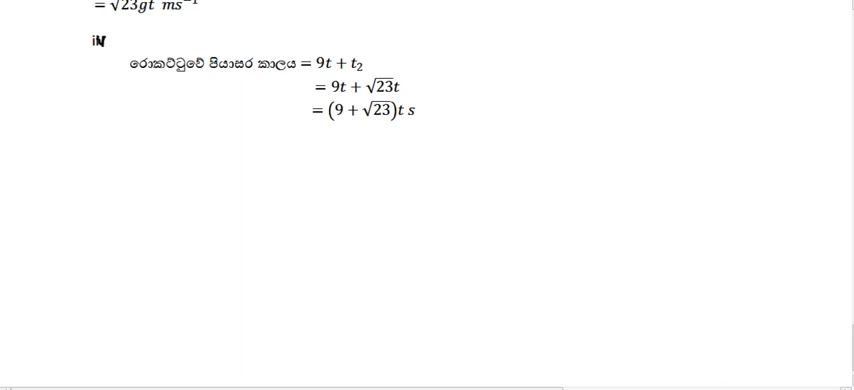 = √23gt ms⁻¹
iv
රොකට්ටුවේ පියාසර කාලය = 9t + t₂
= 9t + √23t
= (9 + √23)t s